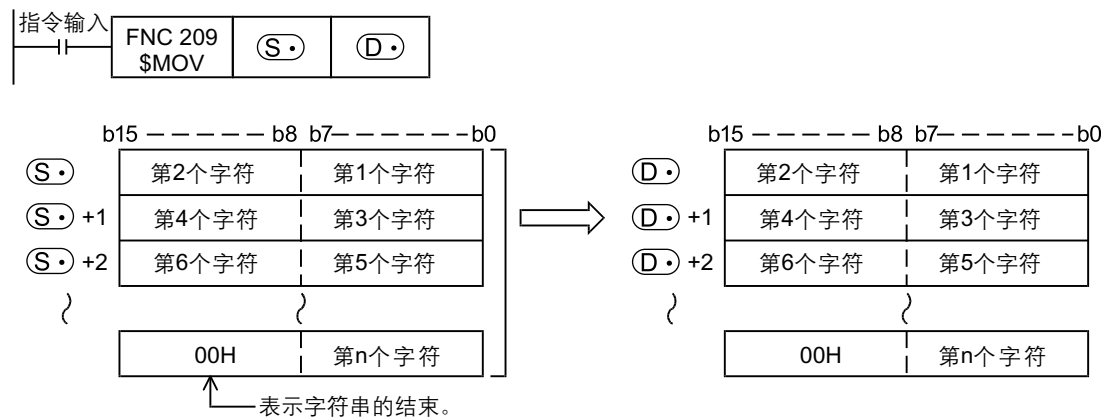 指令输入
FNC 209
$MOV
S·
D·
b15 — — — — — b8 b7— — — — — —b0
S· 第2个字符 第1个字符
S· +1 第4个字符 第3个字符
S· +2 第6个字符 第5个字符
00H 第n个字符
表示字符串的结束。
b15 — — — — — b8 b7— — — — — —b0
D· 第2个字符 第1个字符
D· +1 第4个字符 第3个字符
D· +2 第6个字符 第5个字符
00H 第n个字符